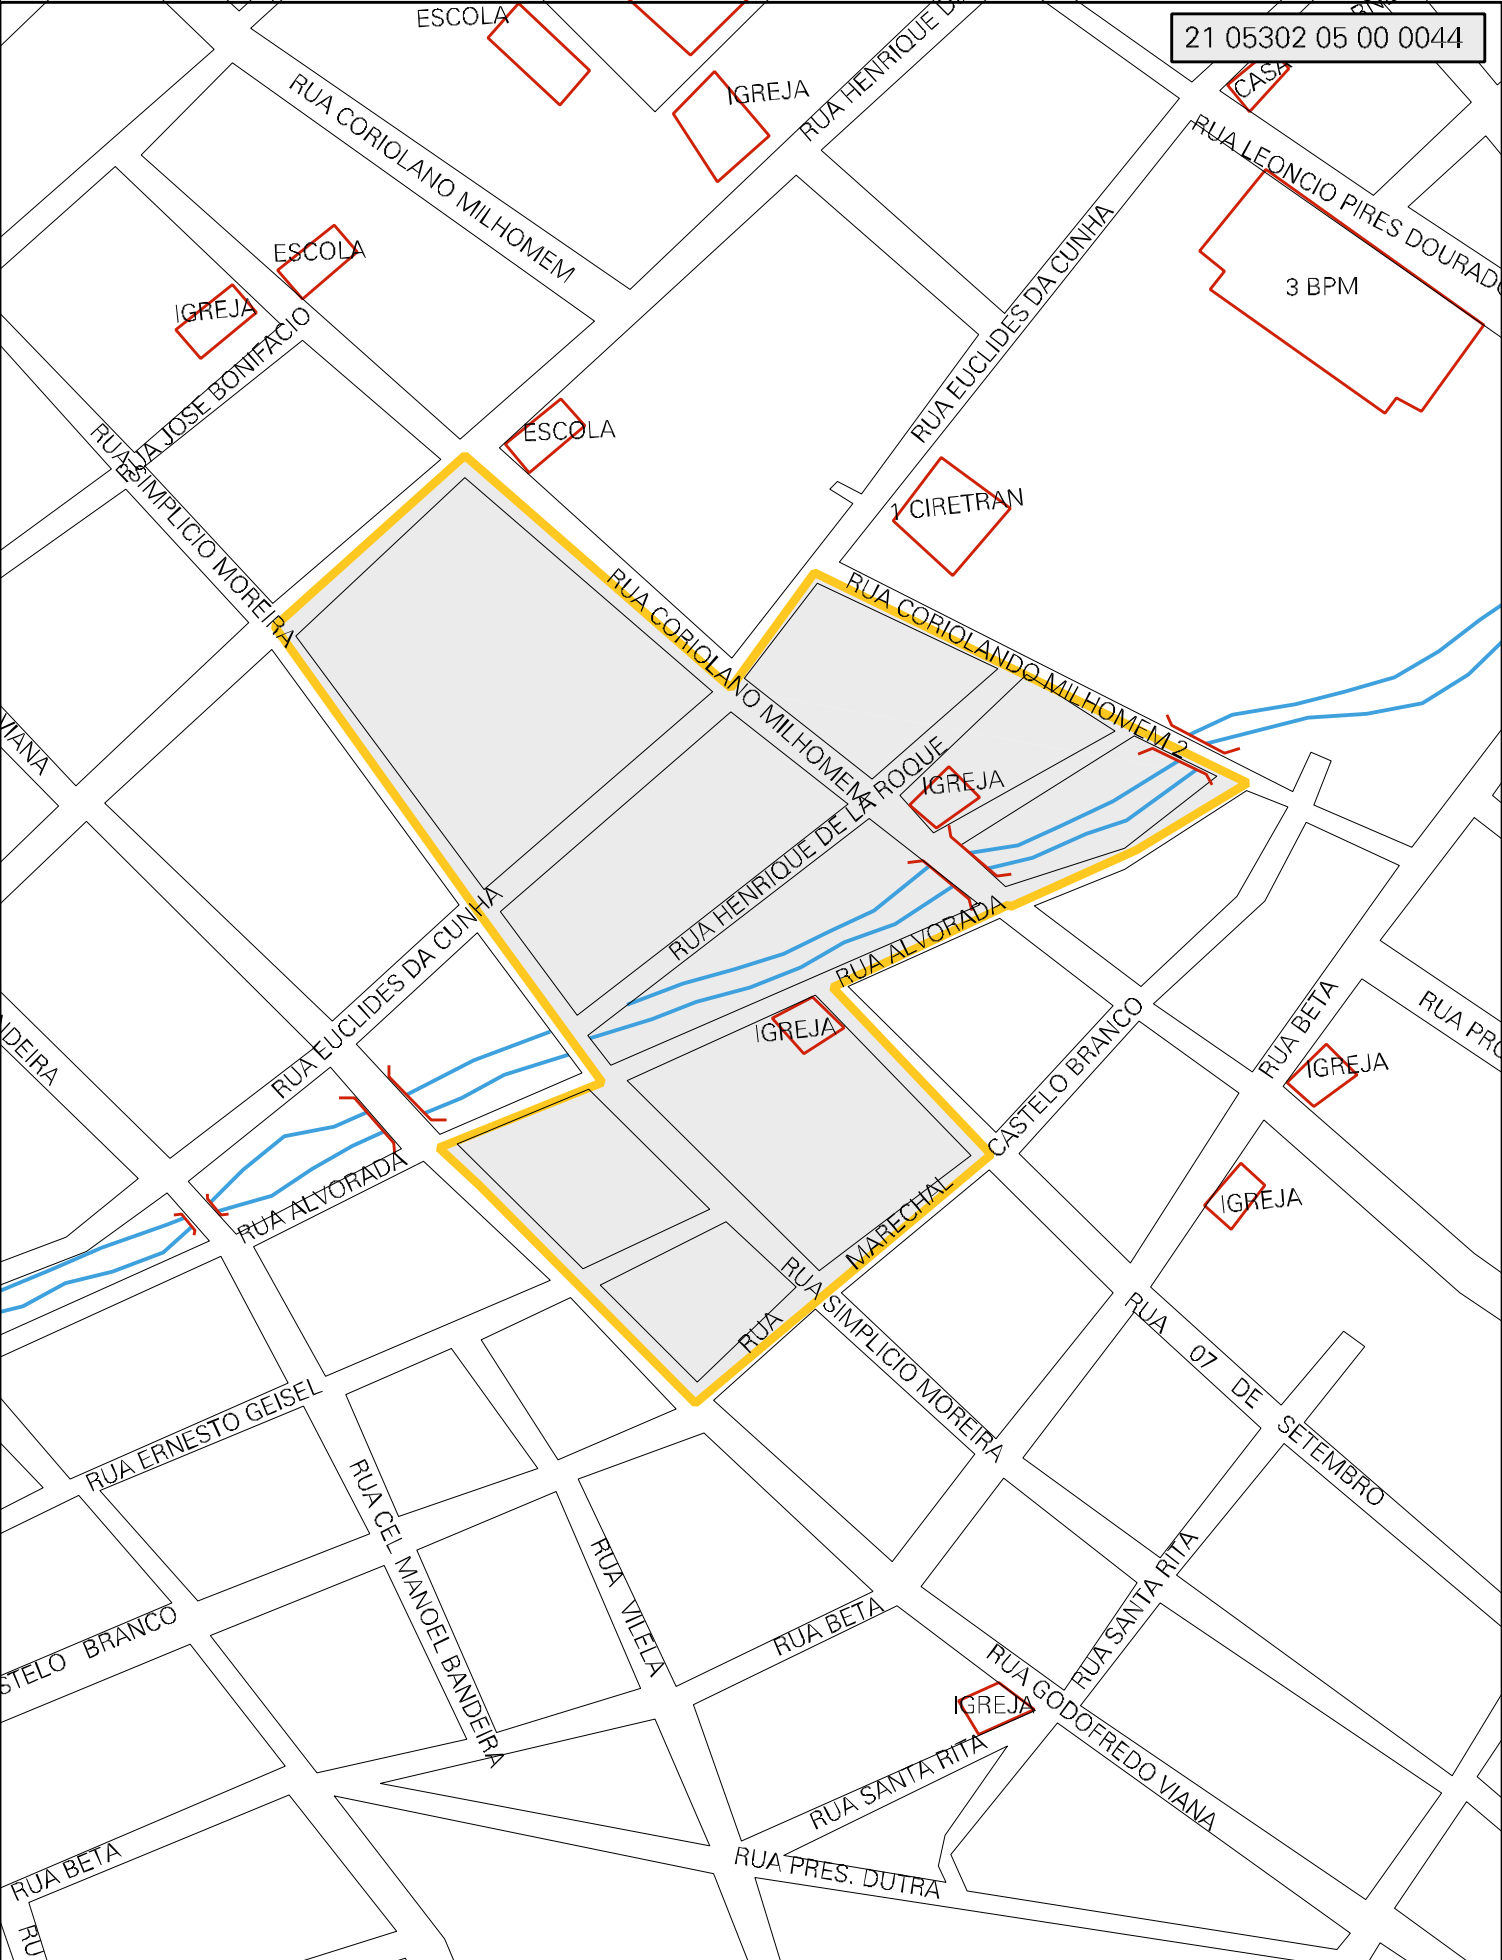 ESCOLA
21 05302 05 00 0044
RUA HENRIQUE
IGREJA
CASA
RUA CORIOLANO MILHOMEM
RUA LEONCIO PIRES DOURADO
ESCOLA
3 BPM
IGREJA
RUA JOSE BONIFACIO
RUA EUCLIDES DA CUNHA
ESCOLA
RUA SIMPLICIO MOREIRA
1 CIRETRAN
RUA CORIOLANO MILHOMEM
RUA CORIOLANDO MILHOMEM 2
VIANA
RUA HENRIQUE DE LA ROQUE
IGREJA
RUA EUCLIDES DA CUNHA
RUA ALVORADA
IGREJA
RUA MARECHAL CASTELO BRANCO
RUA BETA
RUA PRO
IGREJA
NDEIRA
RUA ALVORADA
IGREJA
RUA SIMPLICIO MOREIRA
RUA 07 DE SETEMBRO
RUA ERNESTO GEISEL
RUA CEL MANOEL BANDEIRA
RUA VILELA
RUA SANTA RITA
STELO BRANCO
RUA BETA
RUA GODOFREDO VIANA
IGREJA
RUA SANTA RITA
RUA BETA
RUA PRES. DUTRA
RU